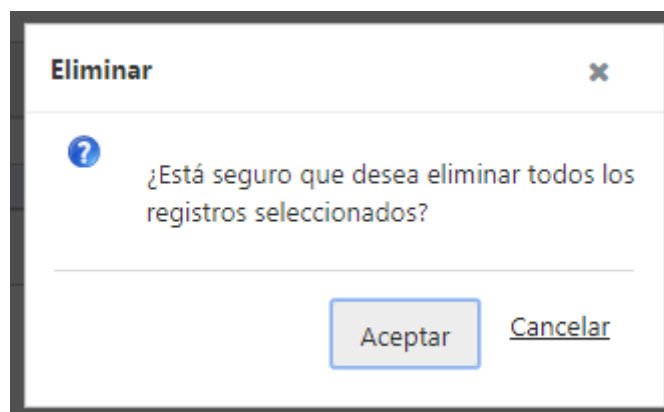 Eliminar
¿Está seguro que desea eliminar todos los
registros seleccionados?
Aceptar
Cancelar